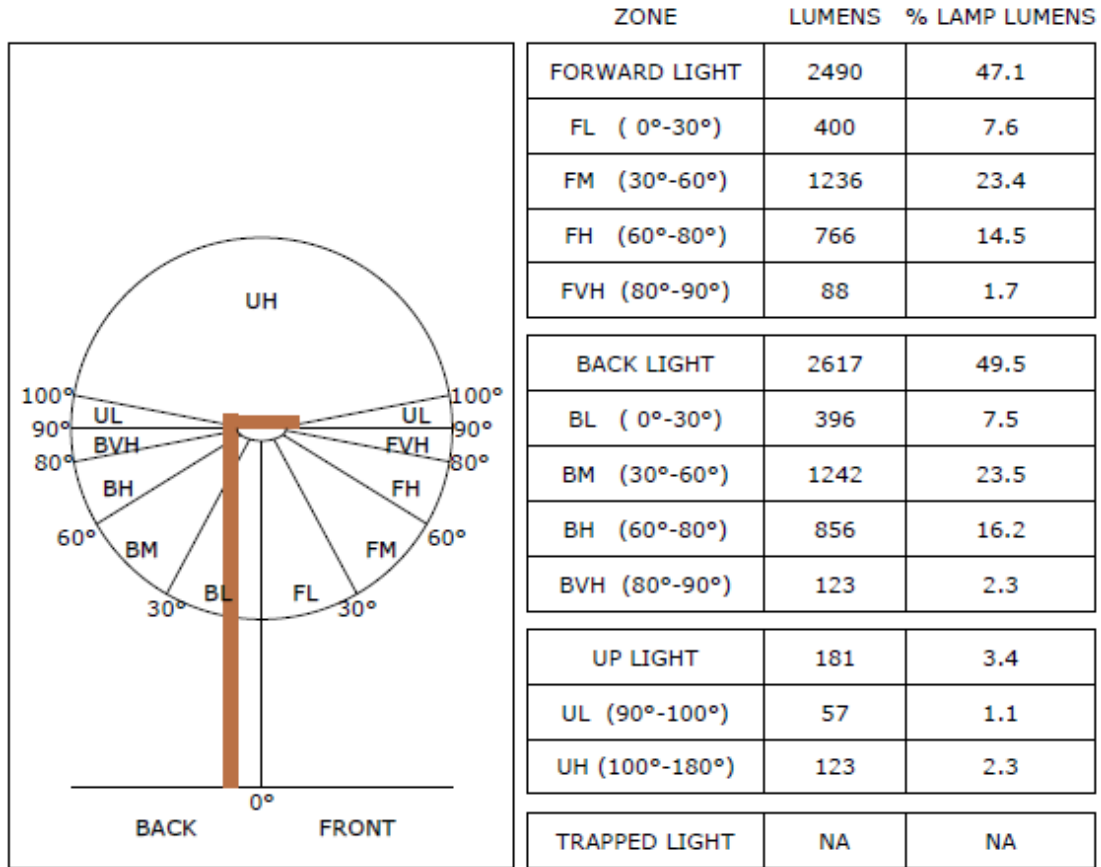 ZONE LUMENS % LAMP LUMENS
FORWARD LIGHT 2490 47.1
FL ( 0°-30°) 400 7.6
FM (30°-60°) 1236 23.4
FH (60°-80°) 766 14.5
FVH (80°-90°) 88 1.7
BACK LIGHT 2617 49.5
BL ( 0°-30°) 396 7.5
BM (30°-60°) 1242 23.5
BH (60°-80°) 856 16.2
BVH (80°-90°) 123 2.3
UP LIGHT 181 3.4
UL (90°-100°) 57 1.1
UH (100°-180°) 123 2.3
TRAPPED LIGHT NA NA
UH
100° 100°
UL UL
90° 90°
BVH FVH
80° 80°
BH FH
60° 60°
BM FM
BL FL
30° 30°
0°
BACK FRONT